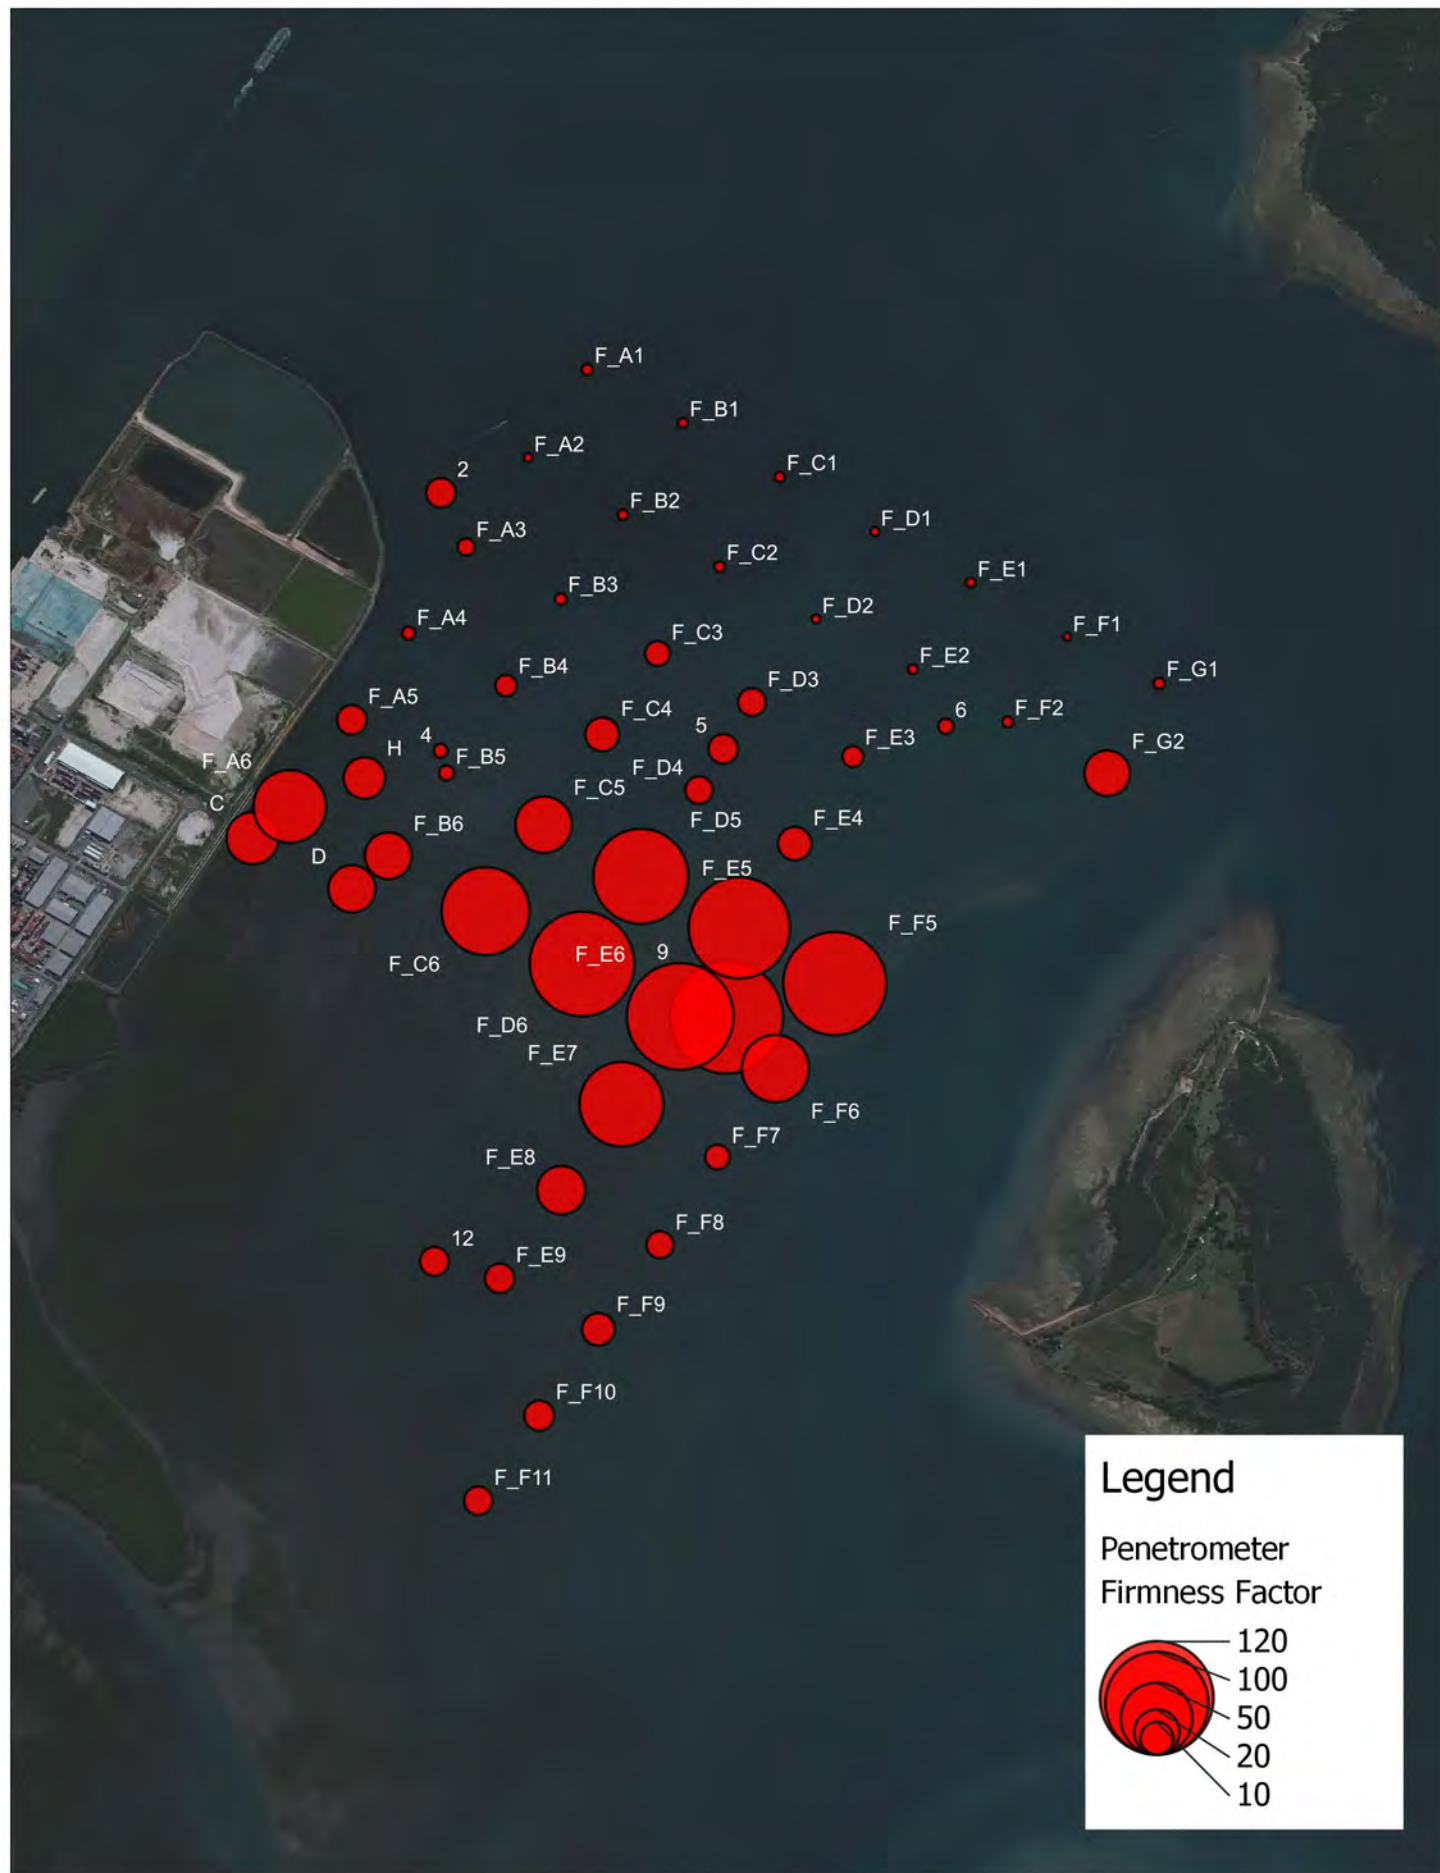 F_A1
F_B1
F_A2
2
F_C1
F_B2
F_D1
F_A3
F_C2
F_E1
F_B3
F_D2
F_A4
F_F1
F_C3
F_E2
F_B4
F_G1
F_D3
F_A5
F_C4
6
F_F2
4
H
5
F_E3
F_B5
F_A6
F_D4
F_G2
C
F_C5
F_B6
F_D5
F_E4
D
F_E5
F_F5
F_C6
F_E6
9
F_D6
F_E7
F_F6
F_F7
F_E8
F_F8
12
F_E9
F_F9
F_F10
F_F11
Legend
Penetrometer
Firmness Factor
120
100
50
20
10